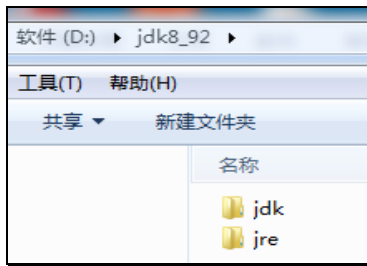 软件 (D:) ▸ jdk8_92 ▸
工具(T) 帮助(H)
共享 ▾ 新建文件夹
名称
jdk
jre